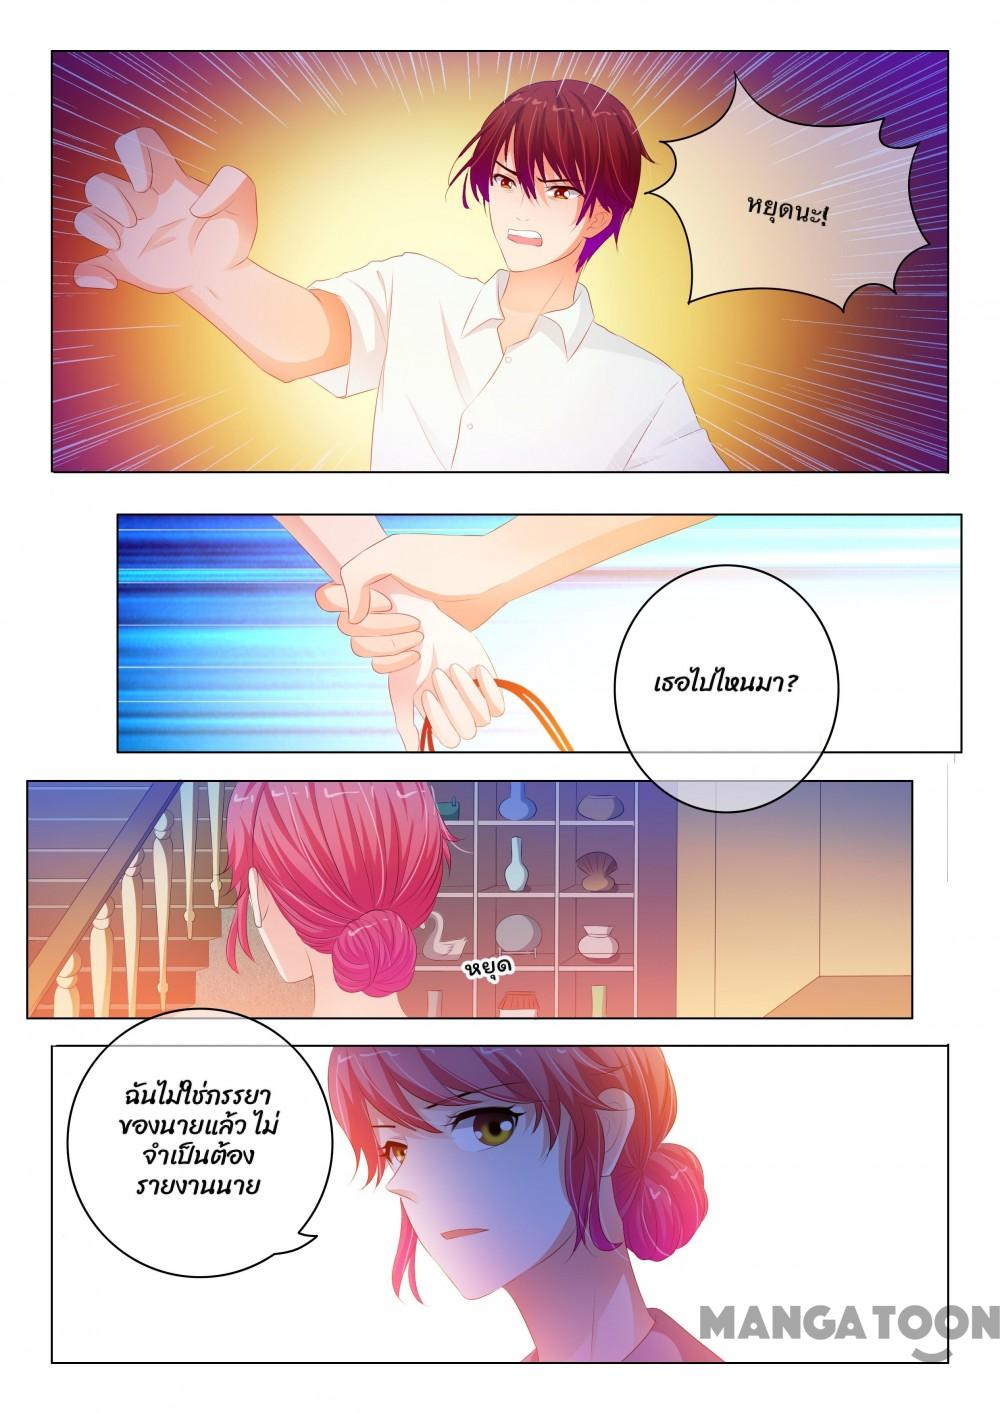 หยุดนะ!
เธอไปไหนมา?
หยุด
ฉันไม่ใช่ภรรยา
ของนายแล้ว ไม่
จำเป็นต้อง
รายงานนาย
MANGATOON